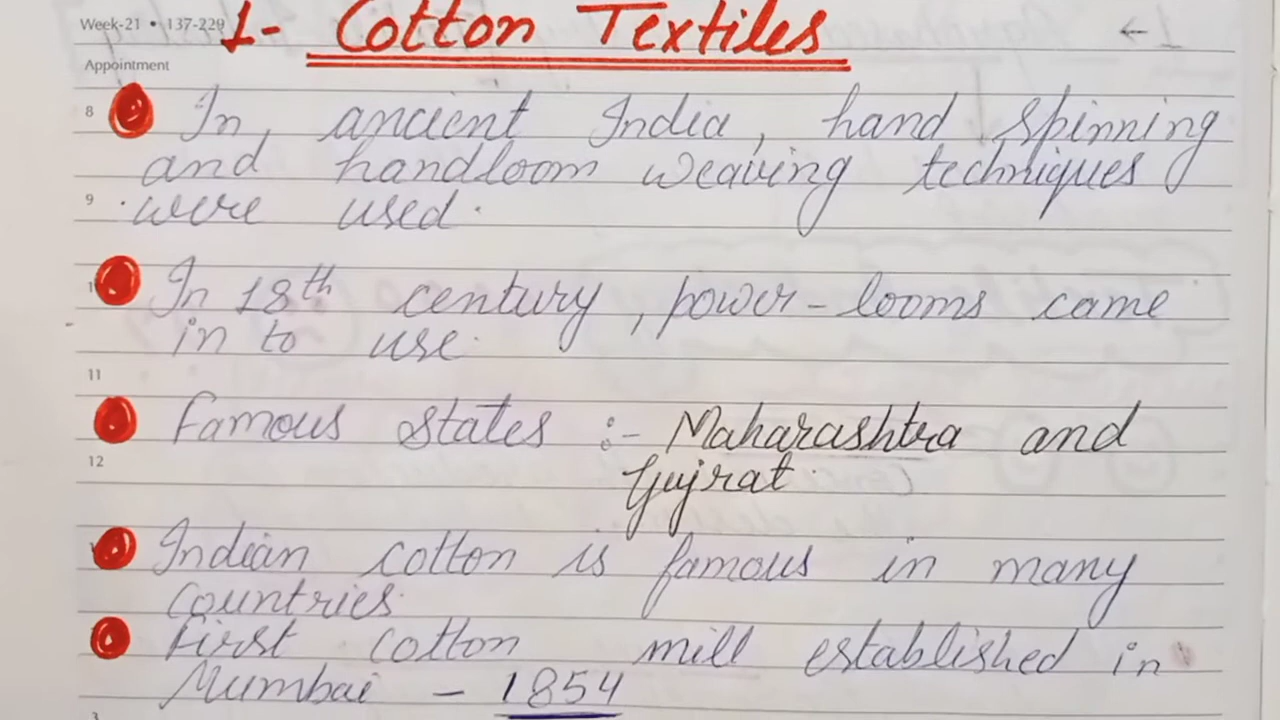 Week-21 • 137-229
1- Cotton Textiles
Appointment
8
In, ancient India, hand spinning
and handloom weaving techniques
9
were used.
In 18th century, power-looms came
in to use.
11
Famous States :- Maharashtra and
12
Gujrat.
Indian cotton is famous in many
countries.
First cotton mill established in
Mumbai - 1854
3